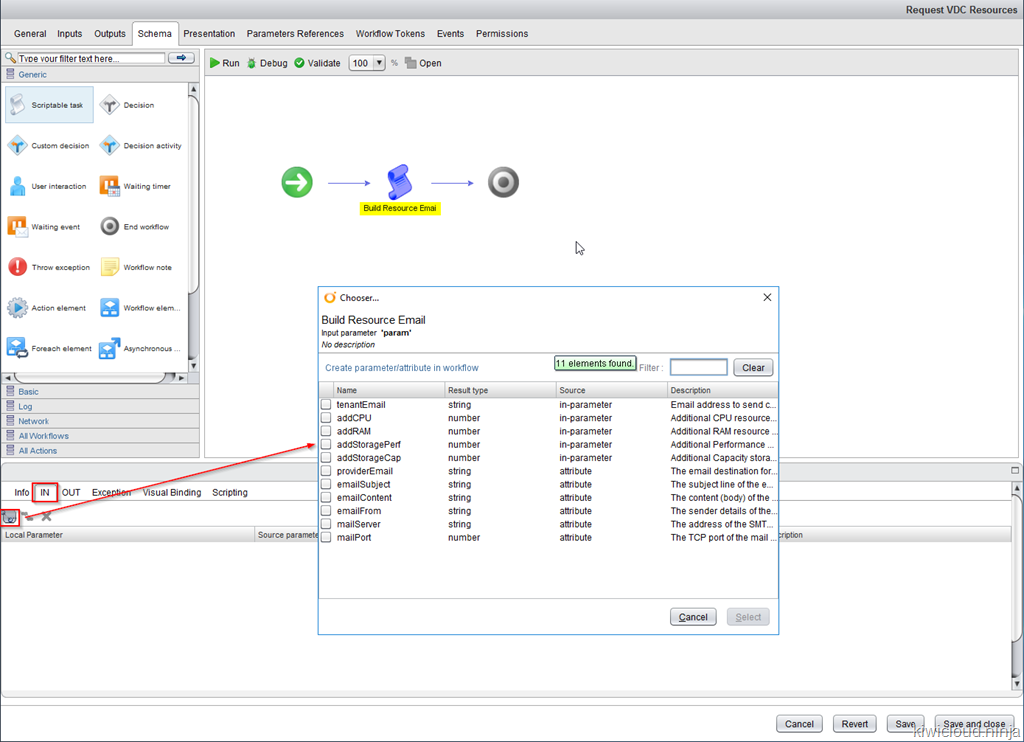 Request VDC Resources
General Inputs Outputs Schema Presentation Parameters References Workflow Tokens Events Permissions
Type your filter text here...
Run Debug Validate 100 % Open
Generic
Scriptable task Decision
Custom decision Decision activity
User interaction Waiting timer
Waiting event End workflow
Throw exception Workflow note
Action element Workflow elem...
Foreach element Asynchronous ...
Basic
Log
Network
All Workflows
All Actions
Build Resource Emai
Chooser...
Build Resource Email
Input parameter 'param'
No description
Create parameter/attribute in workflow 11 elements found. Filter : Clear
Name Result type Source Description
tenantEmail string in-parameter Email address to send c...
addCPU number in-parameter Additional CPU resource...
addRAM number in-parameter Additional RAM resource ...
addStoragePerf number in-parameter Additional Performance ...
addStorageCap number in-parameter Additional Capacity stora...
providerEmail string attribute The email destination for...
emailSubject string attribute The subject line of the e...
emailContent string attribute The content (body) of the ...
emailFrom string attribute The sender details of the...
mailServer string attribute The address of the SMT...
mailPort number attribute The TCP port of the mail ...
Cancel Select
Info IN OUT Exception Visual Binding Scripting
Local Parameter Source paramete cription
Cancel Revert Save Save and close
kiwicloud.ninja